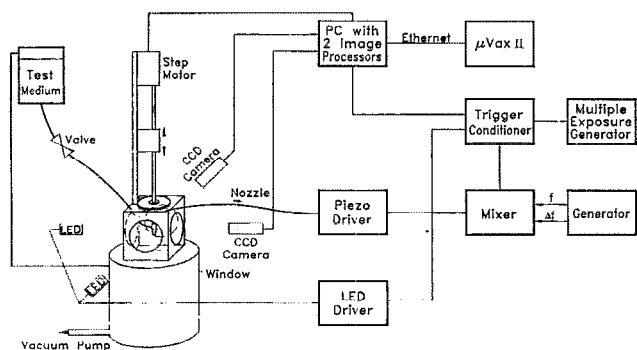 Test
Medium
Valve
Step
Motor
CCD
Camera
PC with
2 Image
Processors
Ethernet
μVax II
Trigger
Conditioner
Multiple
Exposure
Generator
Nozzle
CCD
Camera
Piezo
Driver
Mixer
f
Δf
Generator
LED
LED
Window
LED
Driver
Vacuum Pump